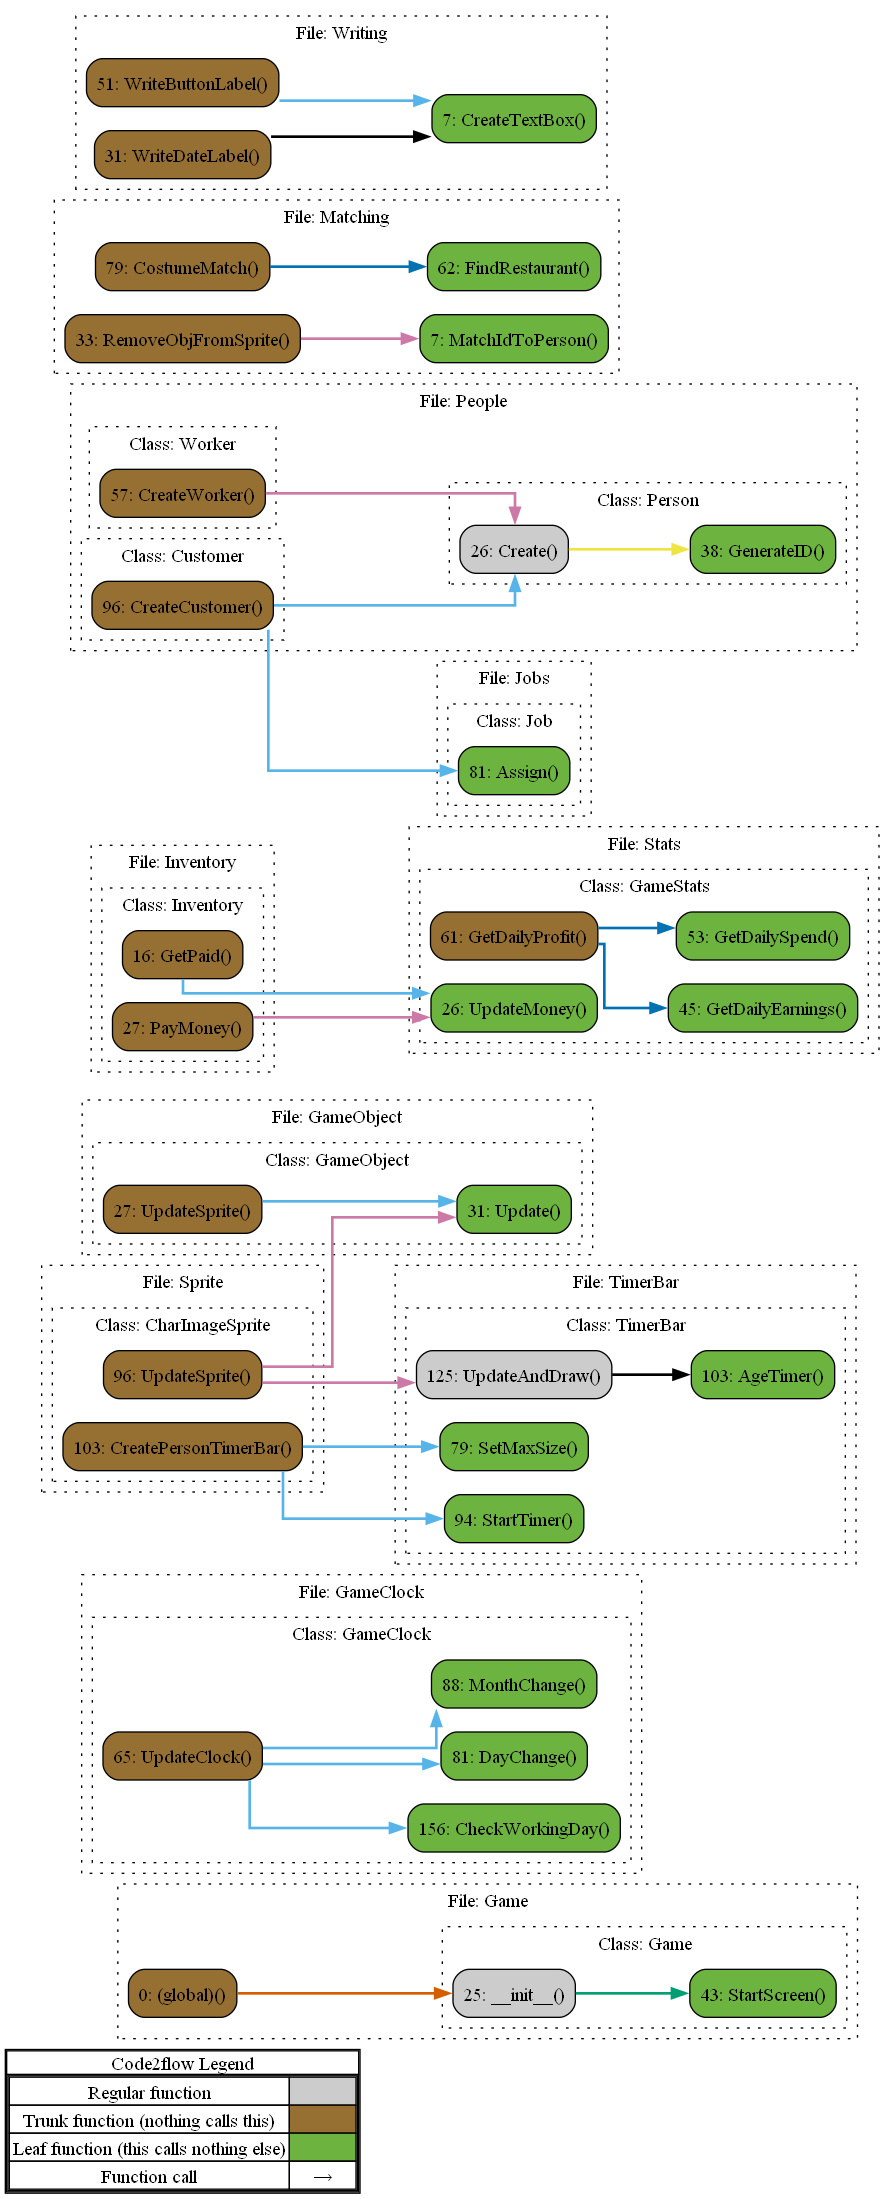 File: Writing
51: WriteButtonLabel()
7: CreateTextBox()
31: WriteDateLabel()
File: Matching
79: CostumeMatch()
62: FindRestaurant()
33: RemoveObjFromSprite()
7: MatchIdToPerson()
File: People
Class: Worker
57: CreateWorker()
Class: Person
26: Create()
38: GenerateID()
Class: Customer
96: CreateCustomer()
File: Jobs
Class: Job
81: Assign()
File: Inventory
Class: Inventory
16: GetPaid()
27: PayMoney()
File: Stats
Class: GameStats
61: GetDailyProfit()
53: GetDailySpend()
26: UpdateMoney()
45: GetDailyEarnings()
File: GameObject
Class: GameObject
27: UpdateSprite()
31: Update()
File: Sprite
Class: CharImageSprite
96: UpdateSprite()
103: CreatePersonTimerBar()
File: TimerBar
Class: TimerBar
125: UpdateAndDraw()
103: AgeTimer()
79: SetMaxSize()
94: StartTimer()
File: GameClock
Class: GameClock
88: MonthChange()
65: UpdateClock()
81: DayChange()
156: CheckWorkingDay()
File: Game
Class: Game
0: (global)()
25: __init__()
43: StartScreen()
Code2flow Legend
Regular function
Trunk function (nothing calls this)
Leaf function (this calls nothing else)
Function call →